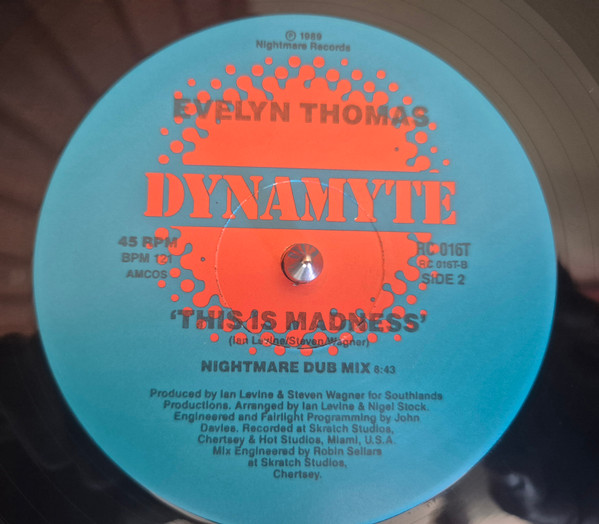 ℗ 1989
Nightmare Records
EVELYN THOMAS
DYNAMYTE
45 RPM
BPM 121
AMCOS
RC 016T
RC 016T-B
SIDE 2
'THIS IS MADNESS'
(Ian Levine/Steven Wagner)
NIGHTMARE DUB MIX 8:43
Produced by Ian Levine & Steven Wagner for Southlands
Productions. Arranged by Ian Levine & Nigel Stock.
Engineered and Fairlight Programming by John
Davies. Recorded at Skratch Studios,
Chertsey & Hot Studios, Miami, U.S.A.
Mix Engineered by Robin Sellars
at Skratch Studios,
Chertsey.